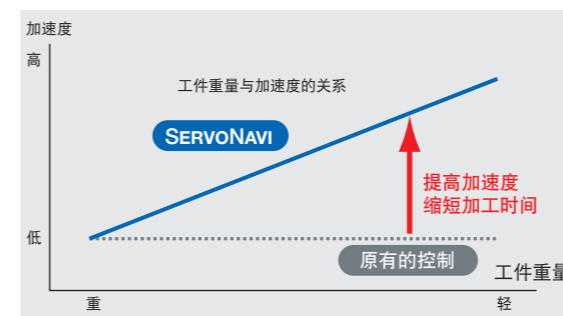 加速度
高
工件重量与加速度的关系
SERVONAVI
提高加速度
缩短加工时间
低
原有的控制
工件重量
重
轻